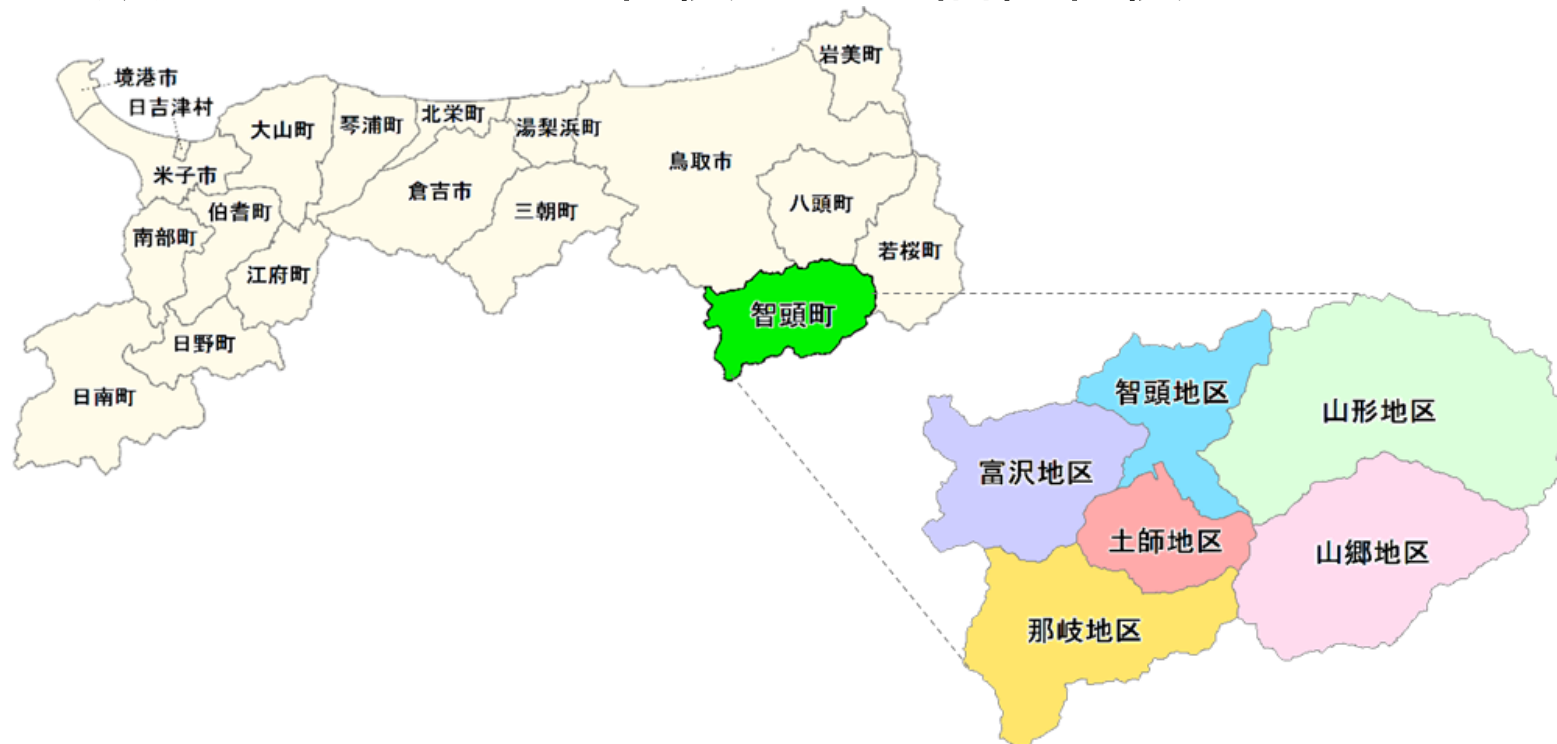 岩美町
境港市
日吉津村
大山町
琴浦町
北栄町
湯梨浜町
鳥取市
米子市
倉吉市
三朝町
八頭町
伯耆町
南部町
若桜町
江府町
智頭町
日野町
日南町
智頭地区
山形地区
富沢地区
土師地区
山郷地区
那岐地区